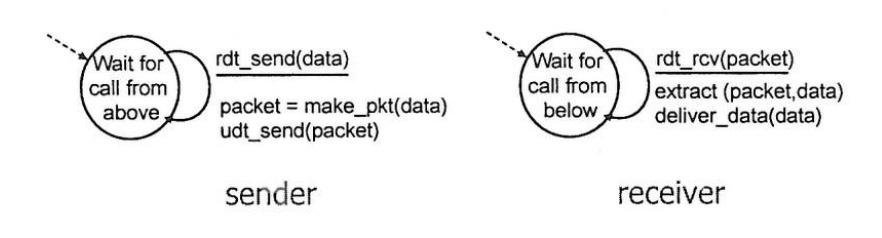 Wait for
call from
above
rdt_send(data)
packet = make_pkt(data)
udt_send(packet)
sender
Wait for
call from
below
rdt_rcv(packet)
extract (packet,data)
deliver_data(data)
receiver